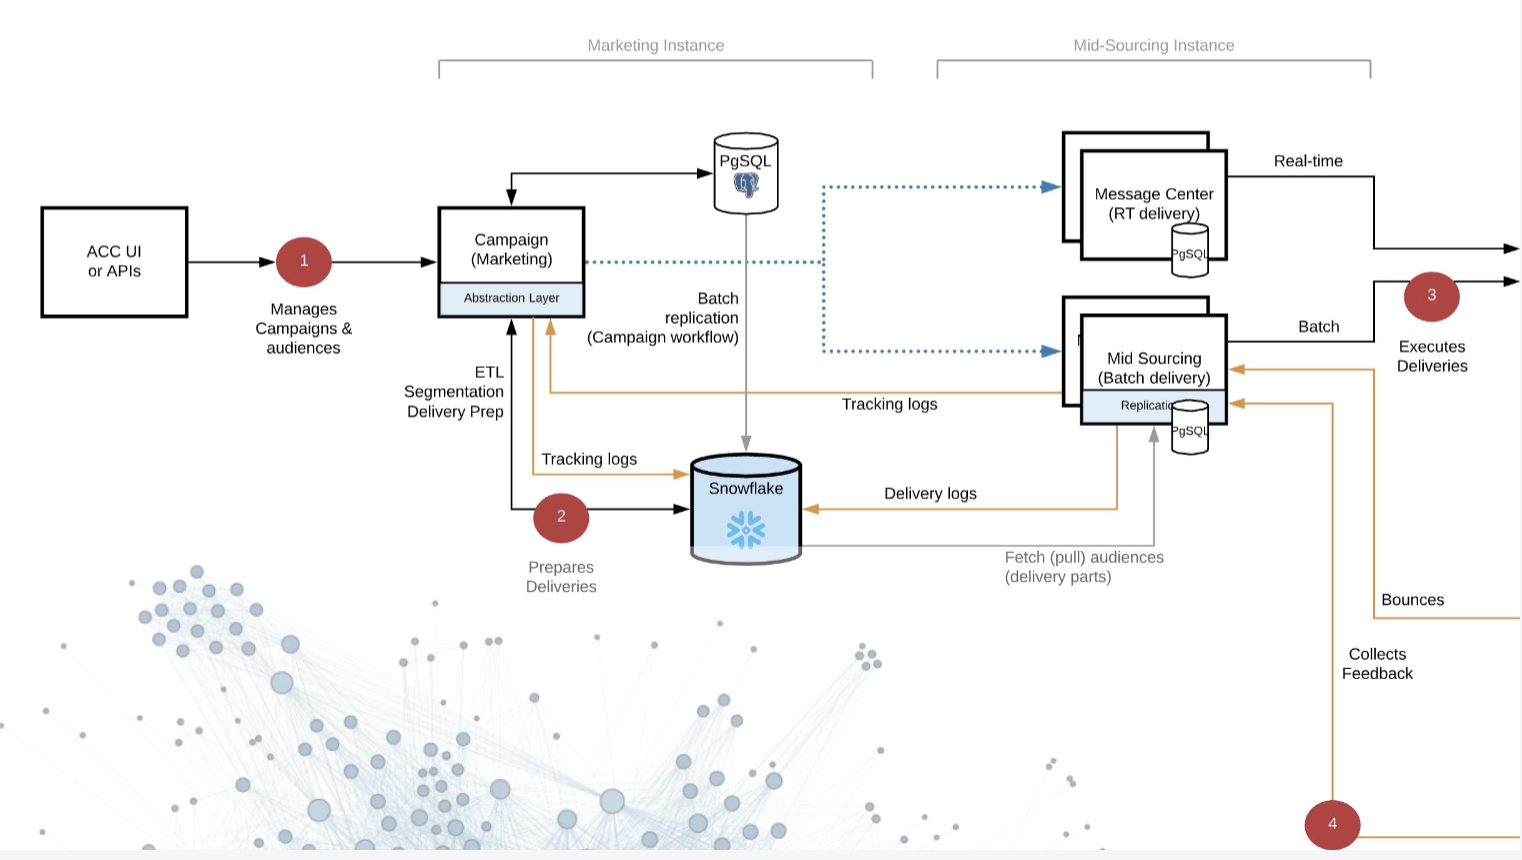 Marketing Instance
Mid-Sourcing Instance
PgSQL
Real-time
Message Center
(RT delivery)
PgSQL
ACC UI
or APIs
1
Manages
Campaigns &
audiences
Campaign
(Marketing)
Abstraction Layer
Batch
replication
(Campaign workflow)
3
Executes
Deliveries
Batch
Mid Sourcing
(Batch delivery)
PgSQL
ETL
Segmentation
Delivery Prep
Tracking logs
Tracking logs
Snowflake
Delivery logs
2
Prepares
Deliveries
Fetch (pull) audiences
(delivery parts)
Bounces
Collects
Feedback
4